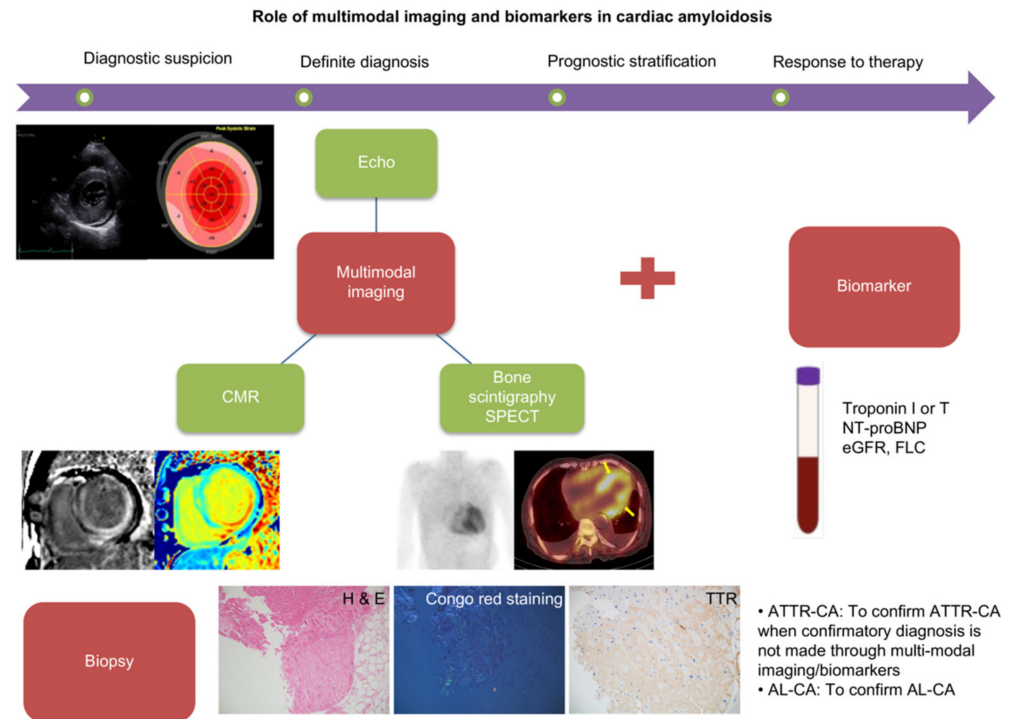 Role of multimodal imaging and biomarkers in cardiac amyloidosis
Diagnostic suspicion
Definite diagnosis
Prognostic stratification
Response to therapy
Peak Systolic Strain
Echo
Multimodal
imaging
Biomarker
CMR
Bone
scintigraphy
SPECT
Troponin I or T
NT-proBNP
eGFR, FLC
Biopsy
H & E
Congo red staining
TTR
• ATTR-CA: To confirm ATTR-CA
when confirmatory diagnosis is
not made through multi-modal
imaging/biomarkers
• AL-CA: To confirm AL-CA